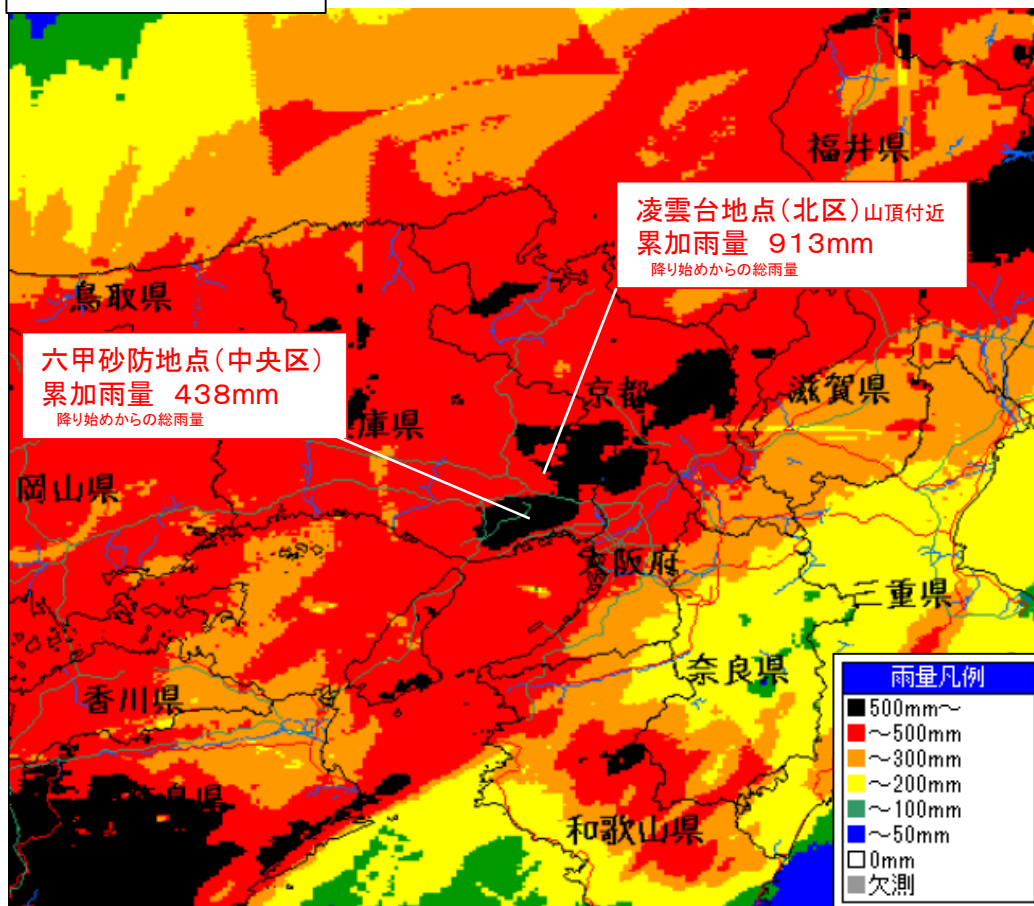 福井県
凌雲台地点(北区)山頂付近
累加雨量 913mm
降り始めからの総雨量
鳥取県
六甲砂防地点(中央区)
累加雨量 438mm
降り始めからの総雨量
京都
滋賀県
庫県
岡山県
大阪府
三重県
奈良県
香川県
島県
和歌山県
雨量凡例
500mm～
～500mm
～300mm
～200mm
～100mm
～50mm
0mm
欠測